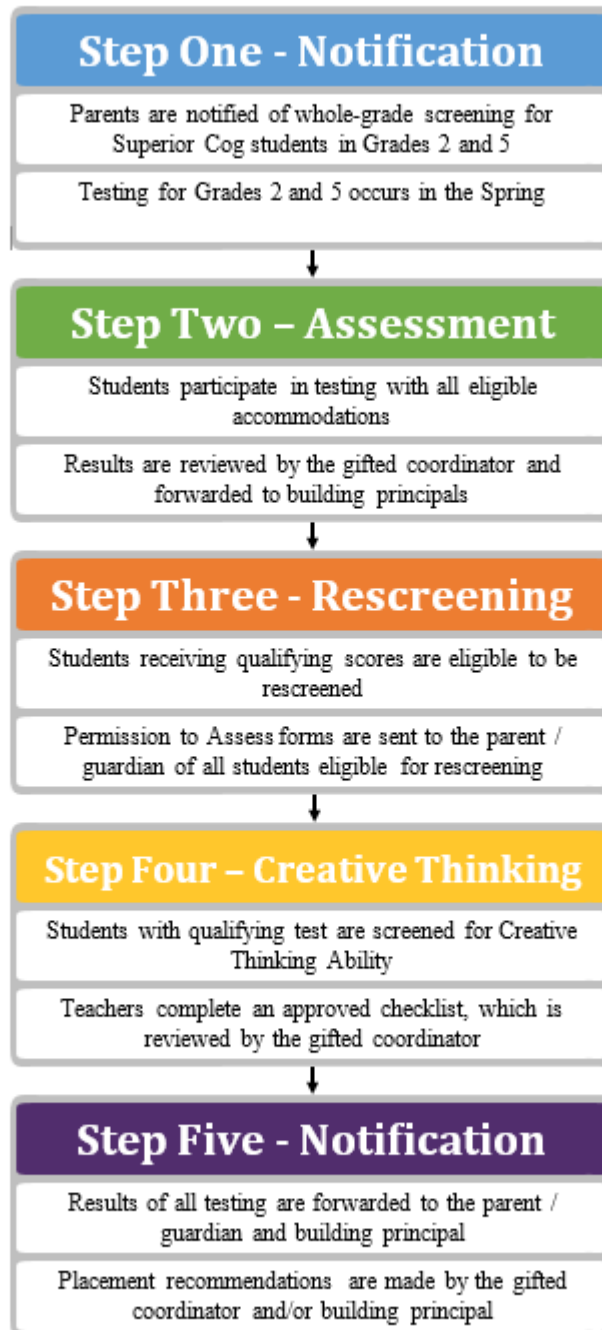 Step One - Notification
Parents are notified of whole-grade screening for
Superior Cog students in Grades 2 and 5
Testing for Grades 2 and 5 occurs in the Spring
Step Two – Assessment
Students participate in testing with all eligible
accommodations
Results are reviewed by the gifted coordinator and
forwarded to building principals
Step Three - Rescreening
Students receiving qualifying scores are eligible to be
rescreened
Permission to Assess forms are sent to the parent /
guardian of all students eligible for rescreening
Step Four – Creative Thinking
Students with qualifying test are screened for Creative
Thinking Ability
Teachers complete an approved checklist, which is
reviewed by the gifted coordinator
Step Five - Notification
Results of all testing are forwarded to the parent /
guardian and building principal
Placement recommendations are made by the gifted
coordinator and/or building principal